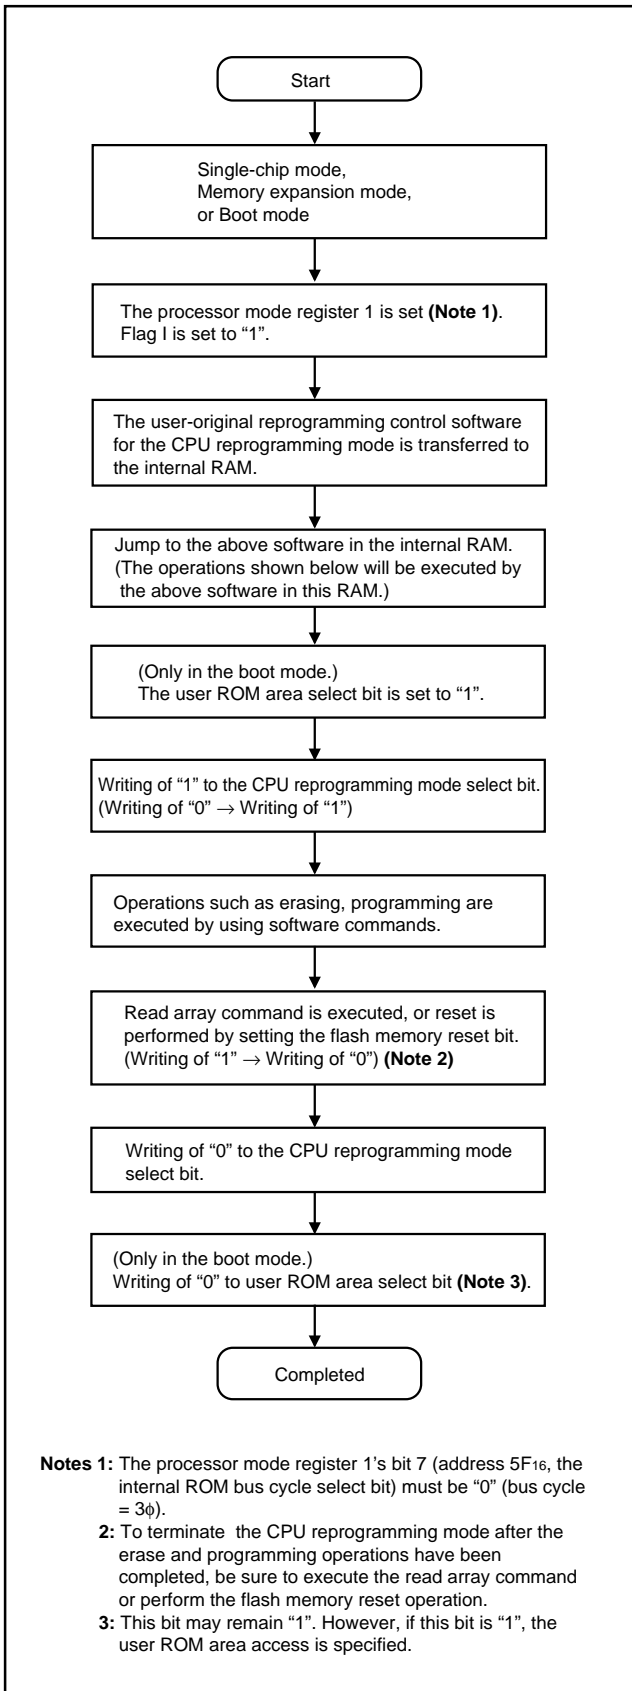 Start
Single-chip mode,
Memory expansion mode,
or Boot mode
The processor mode register 1 is set (Note 1).
Flag I is set to “1”.
The user-original reprogramming control software
for the CPU reprogramming mode is transferred to
the internal RAM.
Jump to the above software in the internal RAM.
(The operations shown below will be executed by
the above software in this RAM.)
(Only in the boot mode.)
The user ROM area select bit is set to “1”.
Writing of “1” to the CPU reprogramming mode select bit.
(Writing of “0” → Writing of “1”)
Operations such as erasing, programming are
executed by using software commands.
Read array command is executed, or reset is
performed by setting the flash memory reset bit.
(Writing of “1” → Writing of “0”) (Note 2)
Writing of “0” to the CPU reprogramming mode
select bit.
(Only in the boot mode.)
Writing of “0” to user ROM area select bit (Note 3).
Completed
Notes 1: The processor mode register 1’s bit 7 (address 5F16, the
internal ROM bus cycle select bit) must be “0” (bus cycle
= 3ϕ).
2: To terminate the CPU reprogramming mode after the
erase and programming operations have been
completed, be sure to execute the read array command
or perform the flash memory reset operation.
3: This bit may remain “1”. However, if this bit is “1”, the
user ROM area access is specified.